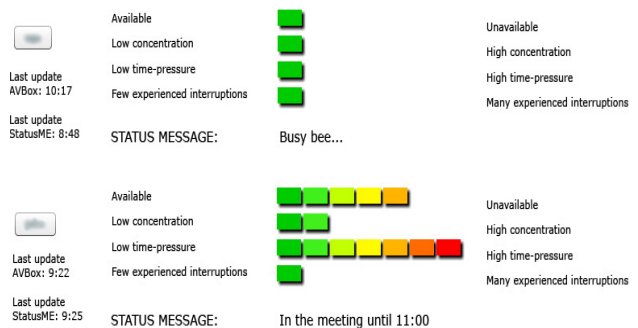 Available Unavailable
Low concentration High concentration
Low time-pressure High time-pressure
Few experienced interruptions Many experienced interruptions
Last update
AVBox: 10:17
Last update
StatusME: 8:48
STATUS MESSAGE: Busy bee...
Available Unavailable
Low concentration High concentration
Low time-pressure High time-pressure
Few experienced interruptions Many experienced interruptions
Last update
AVBox: 9:22
Last update
StatusME: 9:25
STATUS MESSAGE: In the meeting until 11:00